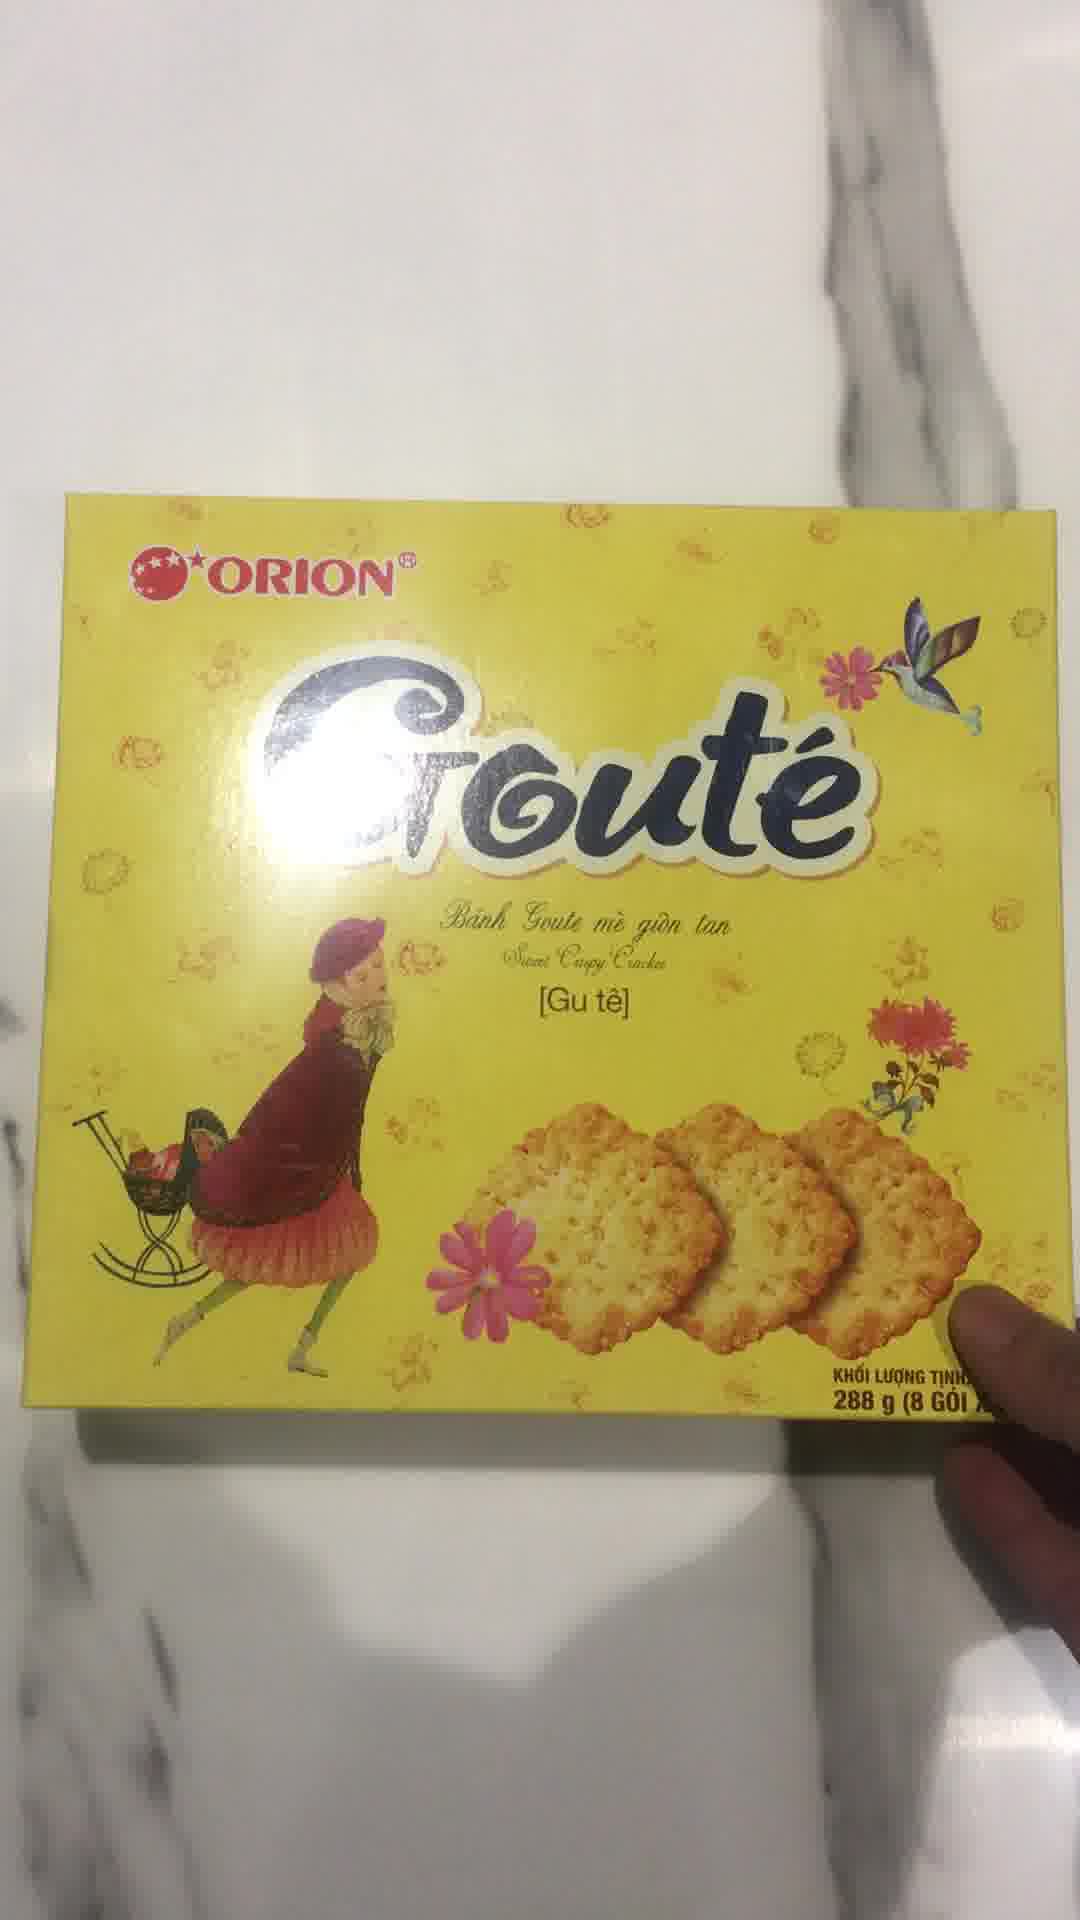 ORION®
Gouté
Bánh Goute mè giòn tan
Sweet Crispy Cracker
[Gu tê]
KHỐI LƯỢNG TỊNH
288 g (8 GÓI X